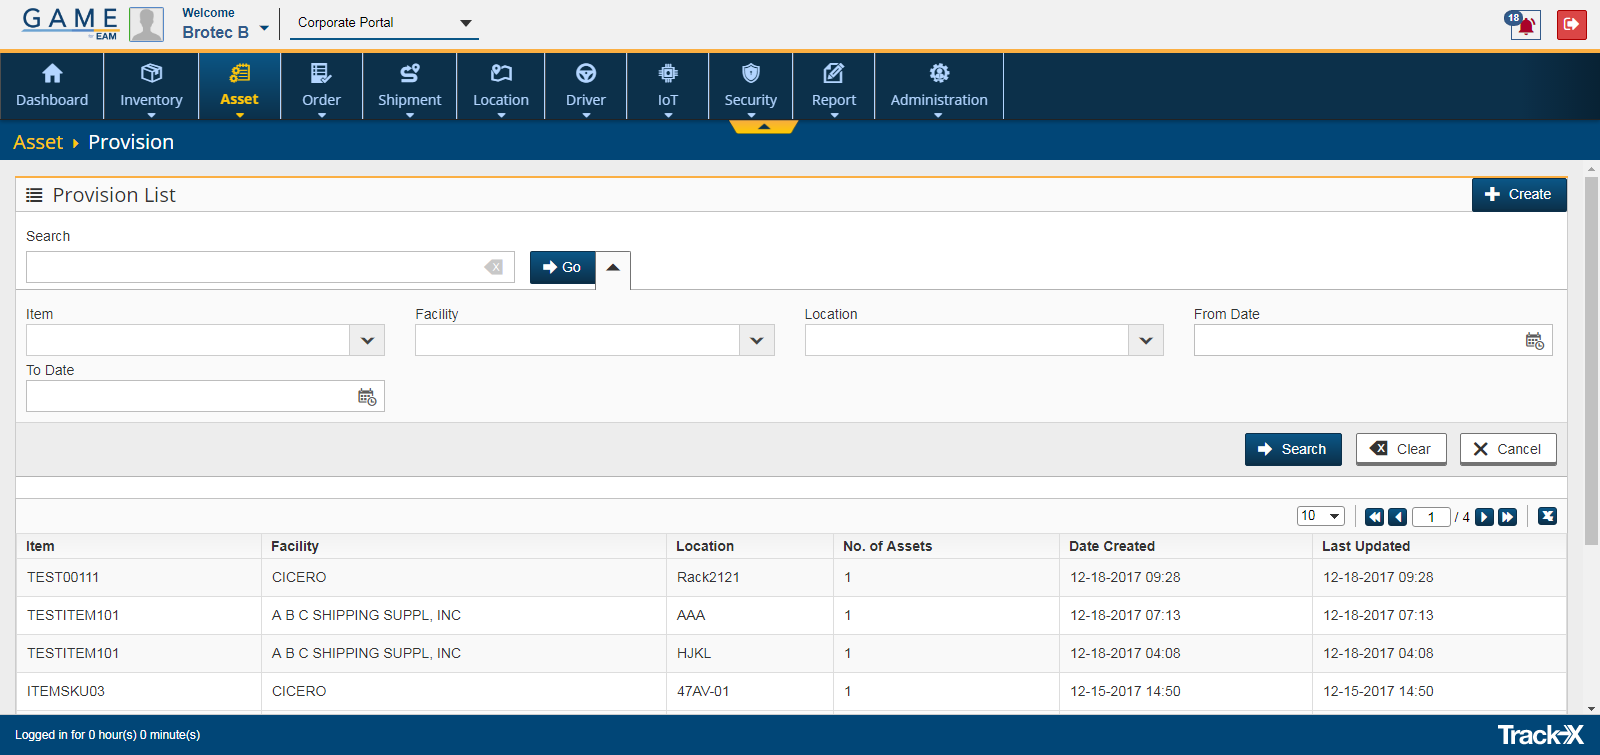 GAME
EAM
Welcome
Brotec B
Corporate Portal
18
Dashboard
Inventory
Asset
Order
Shipment
Location
Driver
IoT
Security
Report
Administration
Asset Provision
Provision List
Create
Search
Go
Item
Facility
Location
From Date
To Date
Search
Clear
Cancel
10
1 / 4
Item Facility Location No. of Assets Date Created Last Updated
TEST00111 CICERO Rack2121 1 12-18-2017 09:28 12-18-2017 09:28
TESTITEM101 A B C SHIPPING SUPPL, INC AAA 1 12-18-2017 07:13 12-18-2017 07:13
TESTITEM101 A B C SHIPPING SUPPL, INC HJKL 1 12-18-2017 04:08 12-18-2017 04:08
ITEMSKU03 CICERO 47AV-01 1 12-15-2017 14:50 12-15-2017 14:50
Logged in for 0 hour(s) 0 minute(s)
Track-X